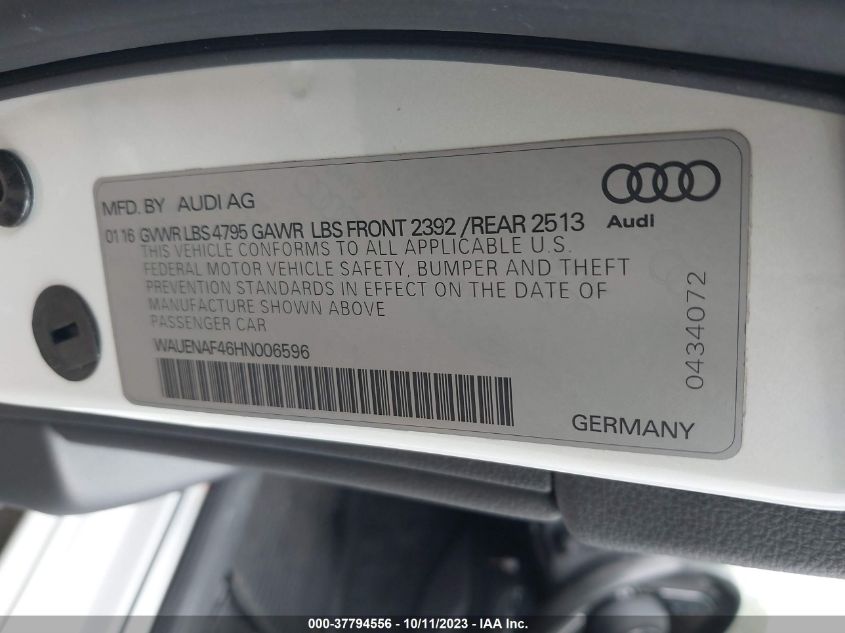 MFD. BY AUDI AG
Audi
0116 GVWR LBS 4795 GAWR LBS FRONT 2392 /REAR 2513
THIS VEHICLE CONFORMS TO ALL APPLICABLE U.S.
FEDERAL MOTOR VEHICLE SAFETY, BUMPER AND THEFT
PREVENTION STANDARDS IN EFFECT ON THE DATE OF
MANUFACTURE SHOWN ABOVE
PASSENGER CAR
WAUENAF46HN006596
0434072
GERMANY
000-37794556 - 10/11/2023 - IAA Inc.